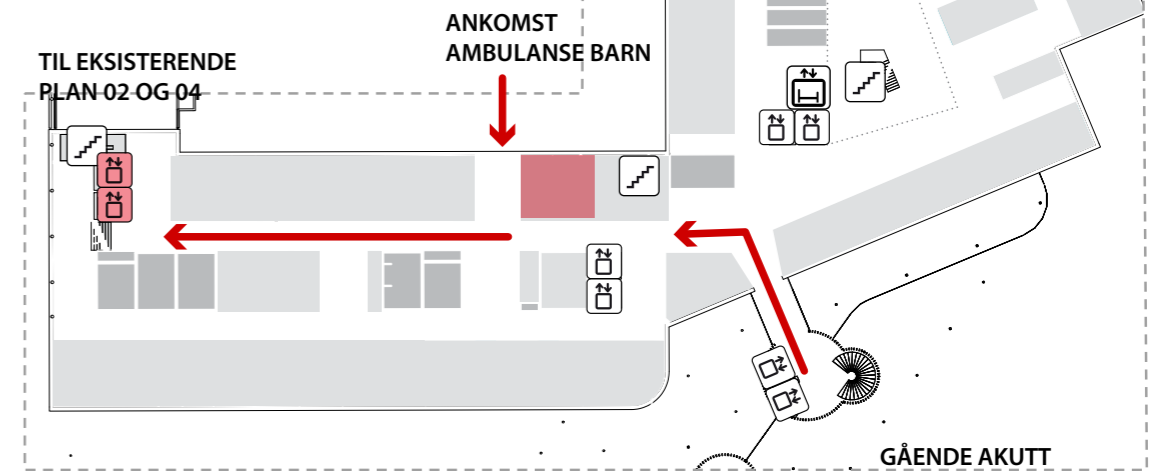 ANKOMST
AMBULANSE BARN
TIL EKSISTERENDE
PLAN 02 OG 04
GÅENDE AKUTT